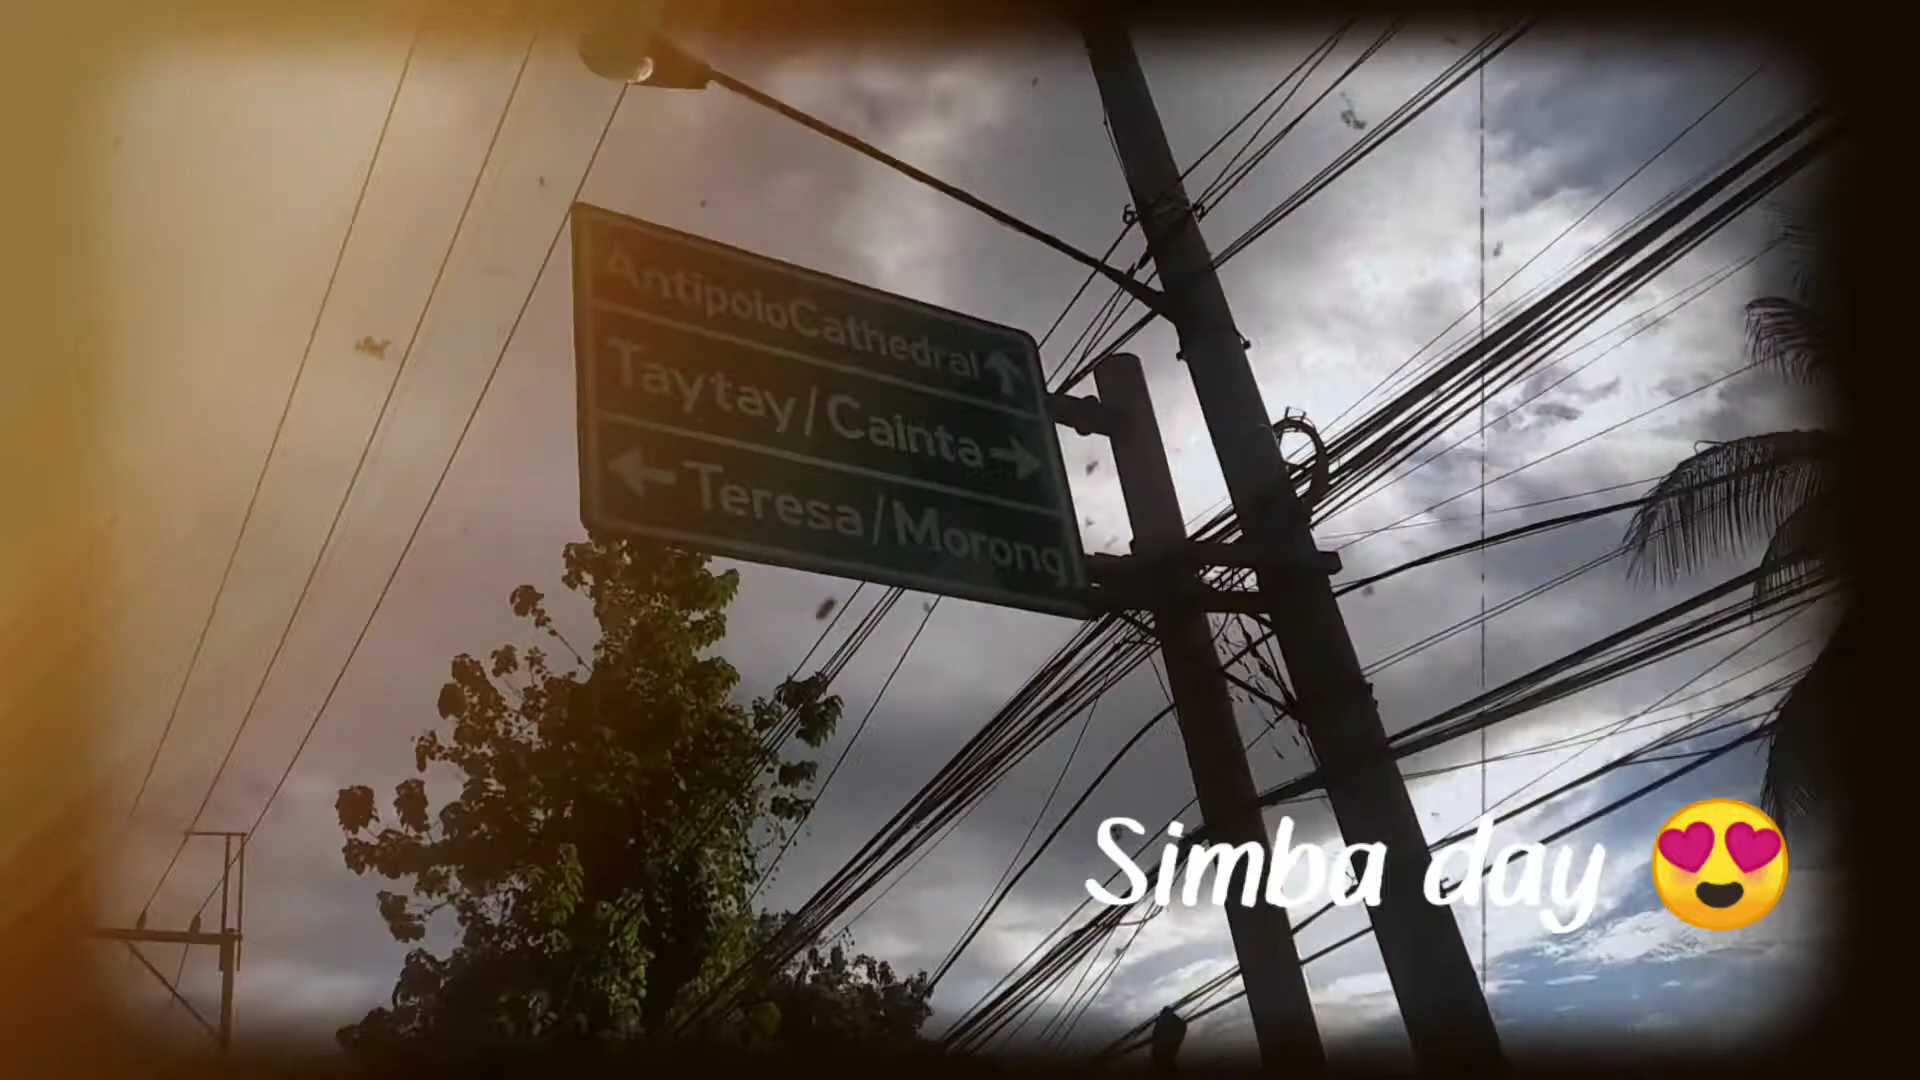 AntipoloCathedral ↑
Taytay/Cainta →
← Teresa/Morong
Simba day 😍